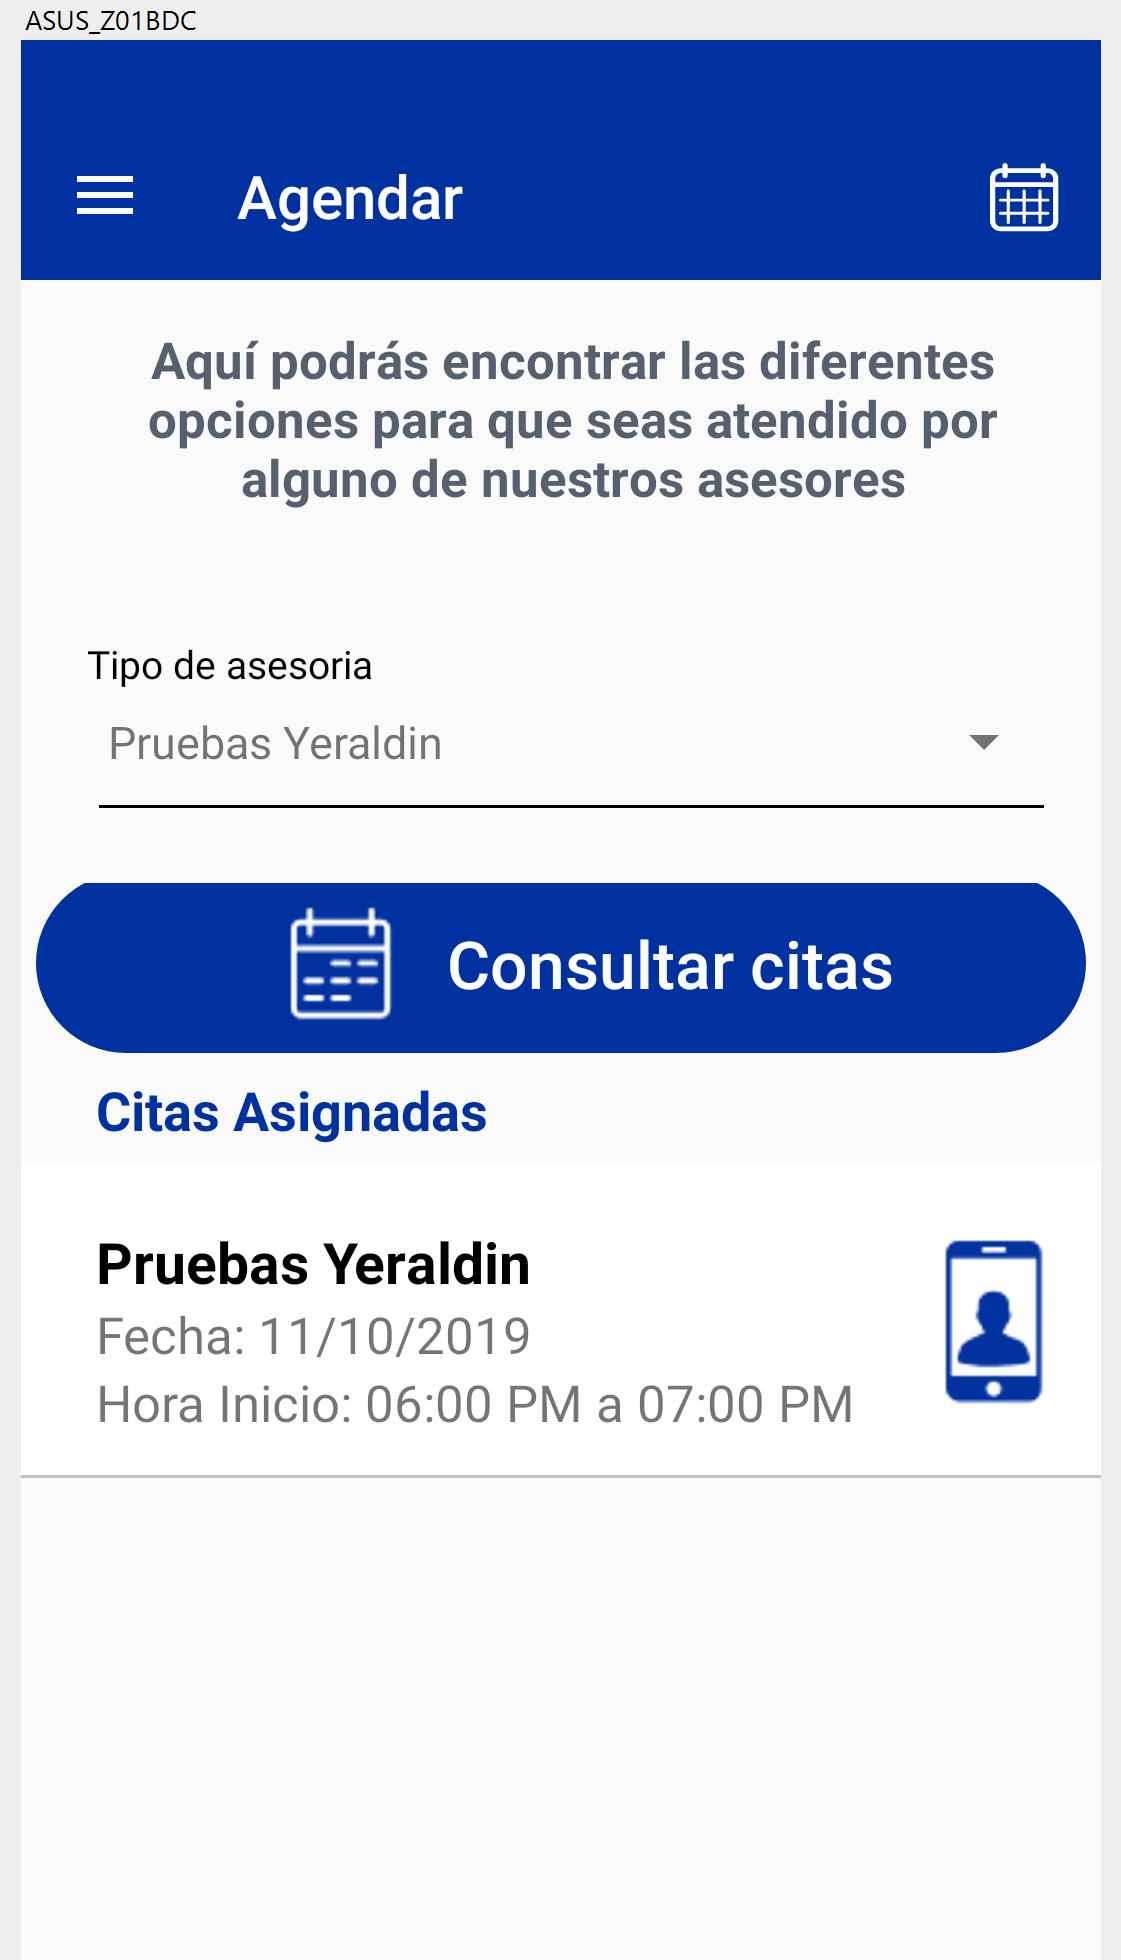 ASUS_Z01BDC
Agendar
Aquí podrás encontrar las diferentes
opciones para que seas atendido por
alguno de nuestros asesores
Tipo de asesoria
Pruebas Yeraldin
Consultar citas
Citas Asignadas
Pruebas Yeraldin
Fecha: 11/10/2019
Hora Inicio: 06:00 PM a 07:00 PM